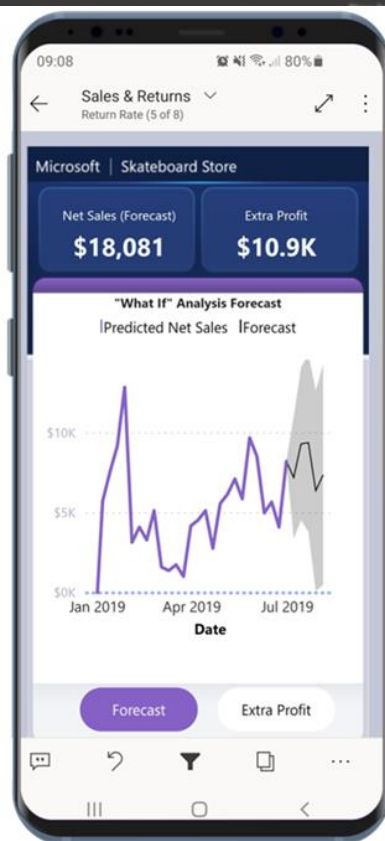 09:08 80%
Sales & Returns
Return Rate (5 of 8)
Microsoft | Skateboard Store
Net Sales (Forecast) Extra Profit
$18,081 $10.9K
"What If" Analysis Forecast
Predicted Net Sales Forecast
$10K
$5K
$0K
Jan 2019 Apr 2019 Jul 2019
Date
Forecast Extra Profit